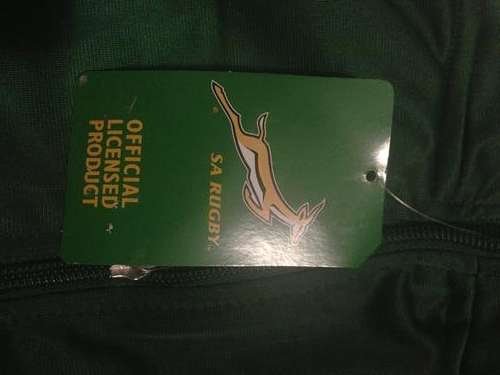 SA RUGBY.
OFFICIAL
LICENSED
PRODUCT